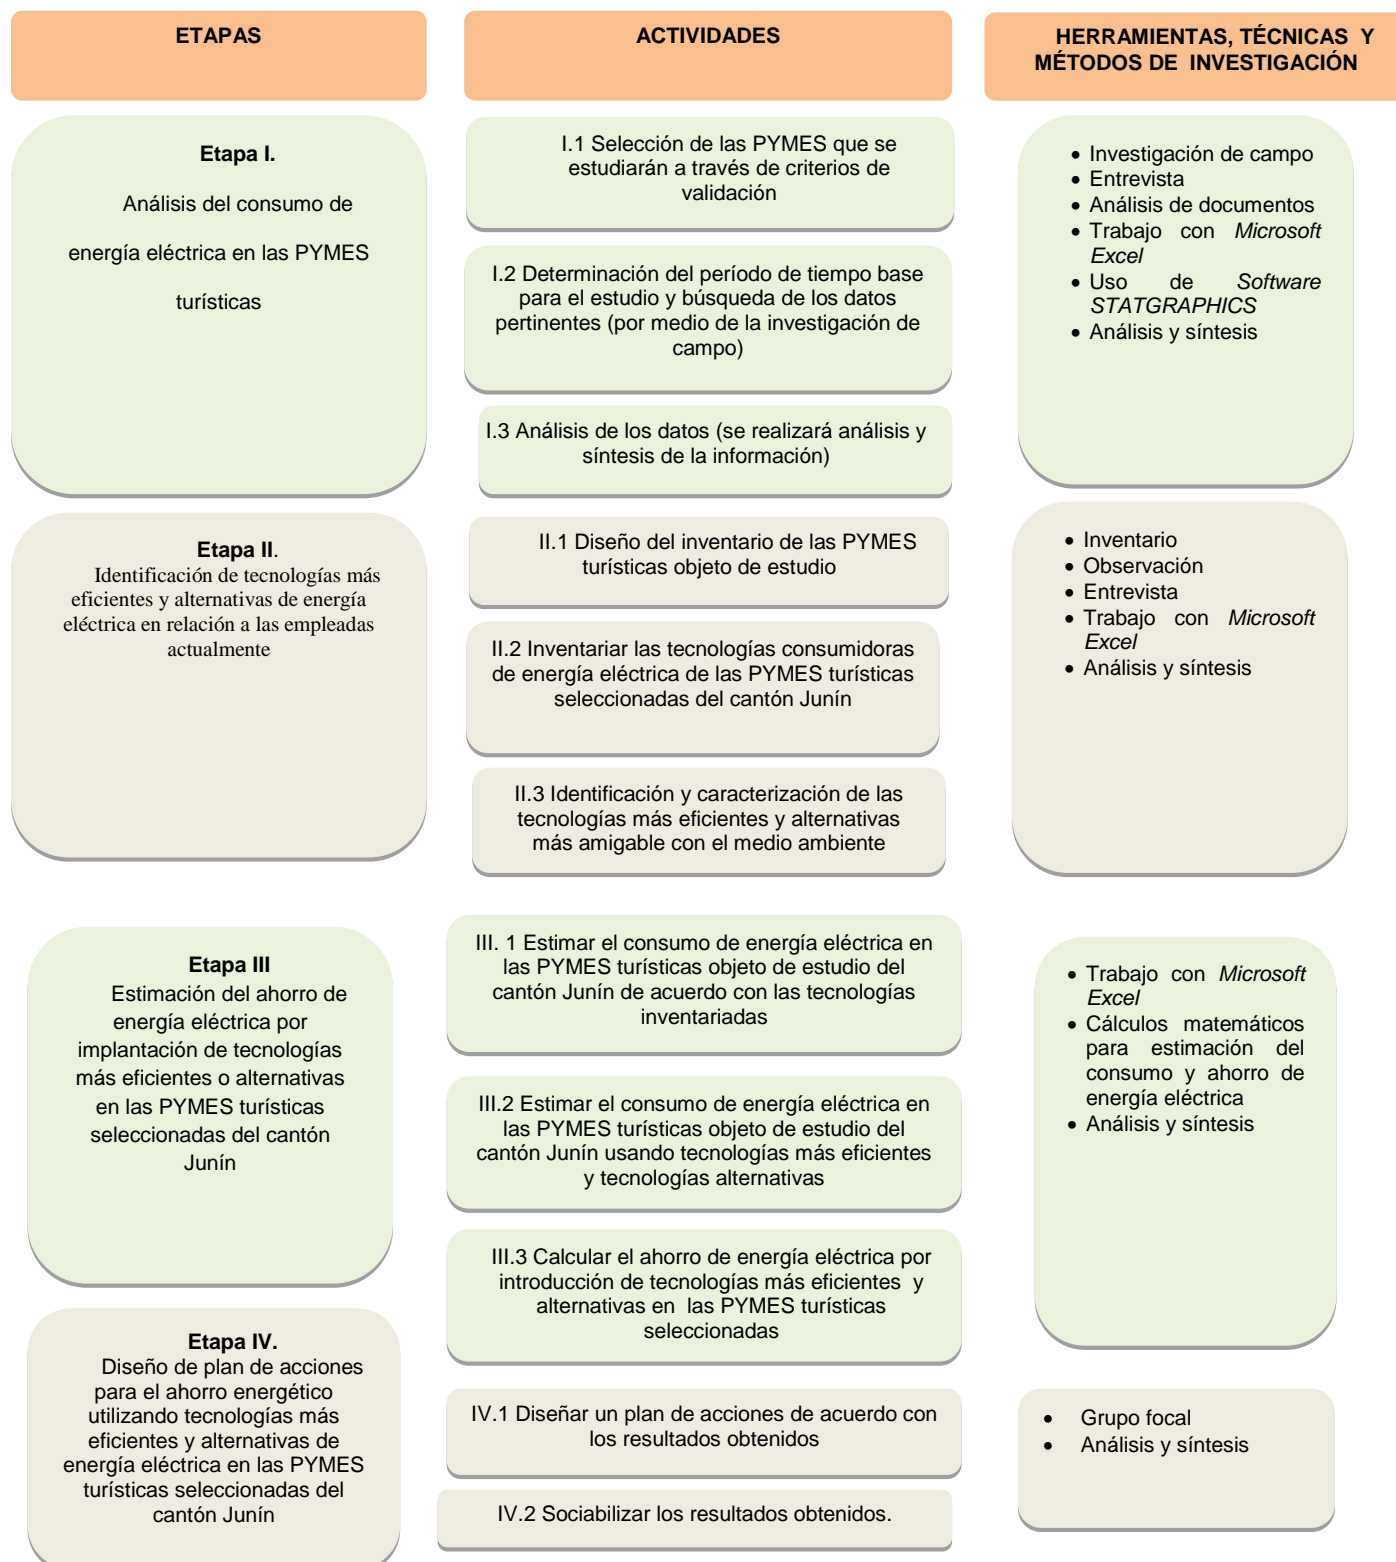 ETAPAS
ACTIVIDADES
HERRAMIENTAS, TÉCNICAS Y
MÉTODOS DE INVESTIGACIÓN
Etapa I.
Análisis del consumo de
energía eléctrica en las PYMES
turísticas
I.1 Selección de las PYMES que se
estudiarán a través de criterios de
validación
I.2 Determinación del período de tiempo base
para el estudio y búsqueda de los datos
pertinentes (por medio de la investigación de
campo)
I.3 Análisis de los datos (se realizará análisis y
síntesis de la información)
• Investigación de campo
• Entrevista
• Análisis de documentos
• Trabajo con Microsoft
Excel
• Uso de Software
STATGRAPHICS
• Análisis y síntesis
Etapa II.
Identificación de tecnologías más
eficientes y alternativas de energía
eléctrica en relación a las empleadas
actualmente
II.1 Diseño del inventario de las PYMES
turísticas objeto de estudio
II.2 Inventariar las tecnologías consumidoras
de energía eléctrica de las PYMES turísticas
seleccionadas del cantón Junín
II.3 Identificación y caracterización de las
tecnologías más eficientes y alternativas
más amigable con el medio ambiente
• Inventario
• Observación
• Entrevista
• Trabajo con Microsoft
Excel
• Análisis y síntesis
Etapa III
Estimación del ahorro de
energía eléctrica por
implantación de tecnologías
más eficientes o alternativas
en las PYMES turísticas
seleccionadas del cantón
Junín
III. 1 Estimar el consumo de energía eléctrica en
las PYMES turísticas objeto de estudio del
cantón Junín de acuerdo con las tecnologías
inventariadas
III.2 Estimar el consumo de energía eléctrica en
las PYMES turísticas objeto de estudio del
cantón Junín usando tecnologías más eficientes
y tecnologías alternativas
III.3 Calcular el ahorro de energía eléctrica por
introducción de tecnologías más eficientes y
alternativas en las PYMES turísticas
seleccionadas
• Trabajo con Microsoft
Excel
• Cálculos matemáticos
para estimación del
consumo y ahorro de
energía eléctrica
• Análisis y síntesis
Etapa IV.
Diseño de plan de acciones
para el ahorro energético
utilizando tecnologías más
eficientes y alternativas de
energía eléctrica en las PYMES
turísticas seleccionadas del
cantón Junín
IV.1 Diseñar un plan de acciones de acuerdo con
los resultados obtenidos
IV.2 Sociabilizar los resultados obtenidos.
• Grupo focal
• Análisis y síntesis